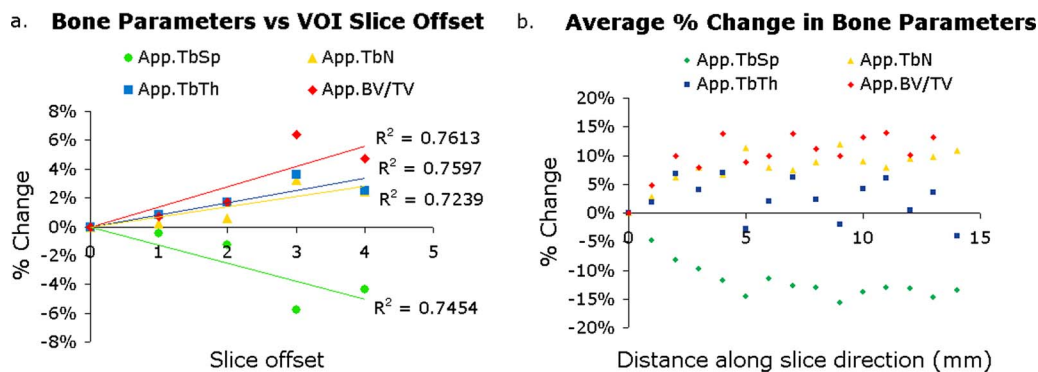 a. Bone Parameters vs VOI Slice Offset
App.TbSp App.TbN
App.TbTh App.BV/TV
8%
6%
4%
2%
0%
-2%
-4%
-6%
-8%
0 1 2 3 4 5
R² = 0.7613
R² = 0.7597
R² = 0.7239
R² = 0.7454
% Change
Slice offset
b. Average % Change in Bone Parameters
App.TbSp App.TbN
App.TbTh App.BV/TV
20%
15%
10%
5%
0%
-5%
-10%
-15%
-20%
0 5 10 15
% Change
Distance along slice direction (mm)